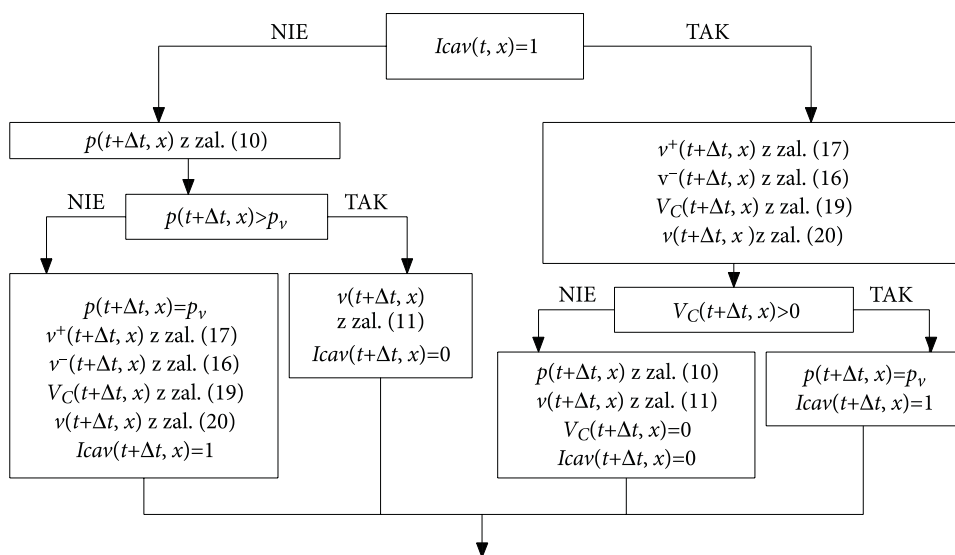 NIE
Icav(t, x)=1
TAK
p(t+Δt, x) z zal. (10)
NIE
p(t+Δt, x)>pᵥ
TAK
p(t+Δt, x)=pᵥ
v⁺(t+Δt, x) z zal. (17)
v⁻(t+Δt, x) z zal. (16)
V_C(t+Δt, x) z zal. (19)
v(t+Δt, x) z zal. (20)
Icav(t+Δt, x)=1
v(t+Δt, x)
z zal. (11)
Icav(t+Δt, x)=0
v⁺(t+Δt, x) z zal. (17)
v⁻(t+Δt, x) z zal. (16)
V_C(t+Δt, x) z zal. (19)
v(t+Δt, x )z zal. (20)
NIE
V_C(t+Δt, x)>0
TAK
p(t+Δt, x) z zal. (10)
v(t+Δt, x) z zal. (11)
V_C(t+Δt, x)=0
Icav(t+Δt, x)=0
p(t+Δt, x)=pᵥ
Icav(t+Δt, x)=1